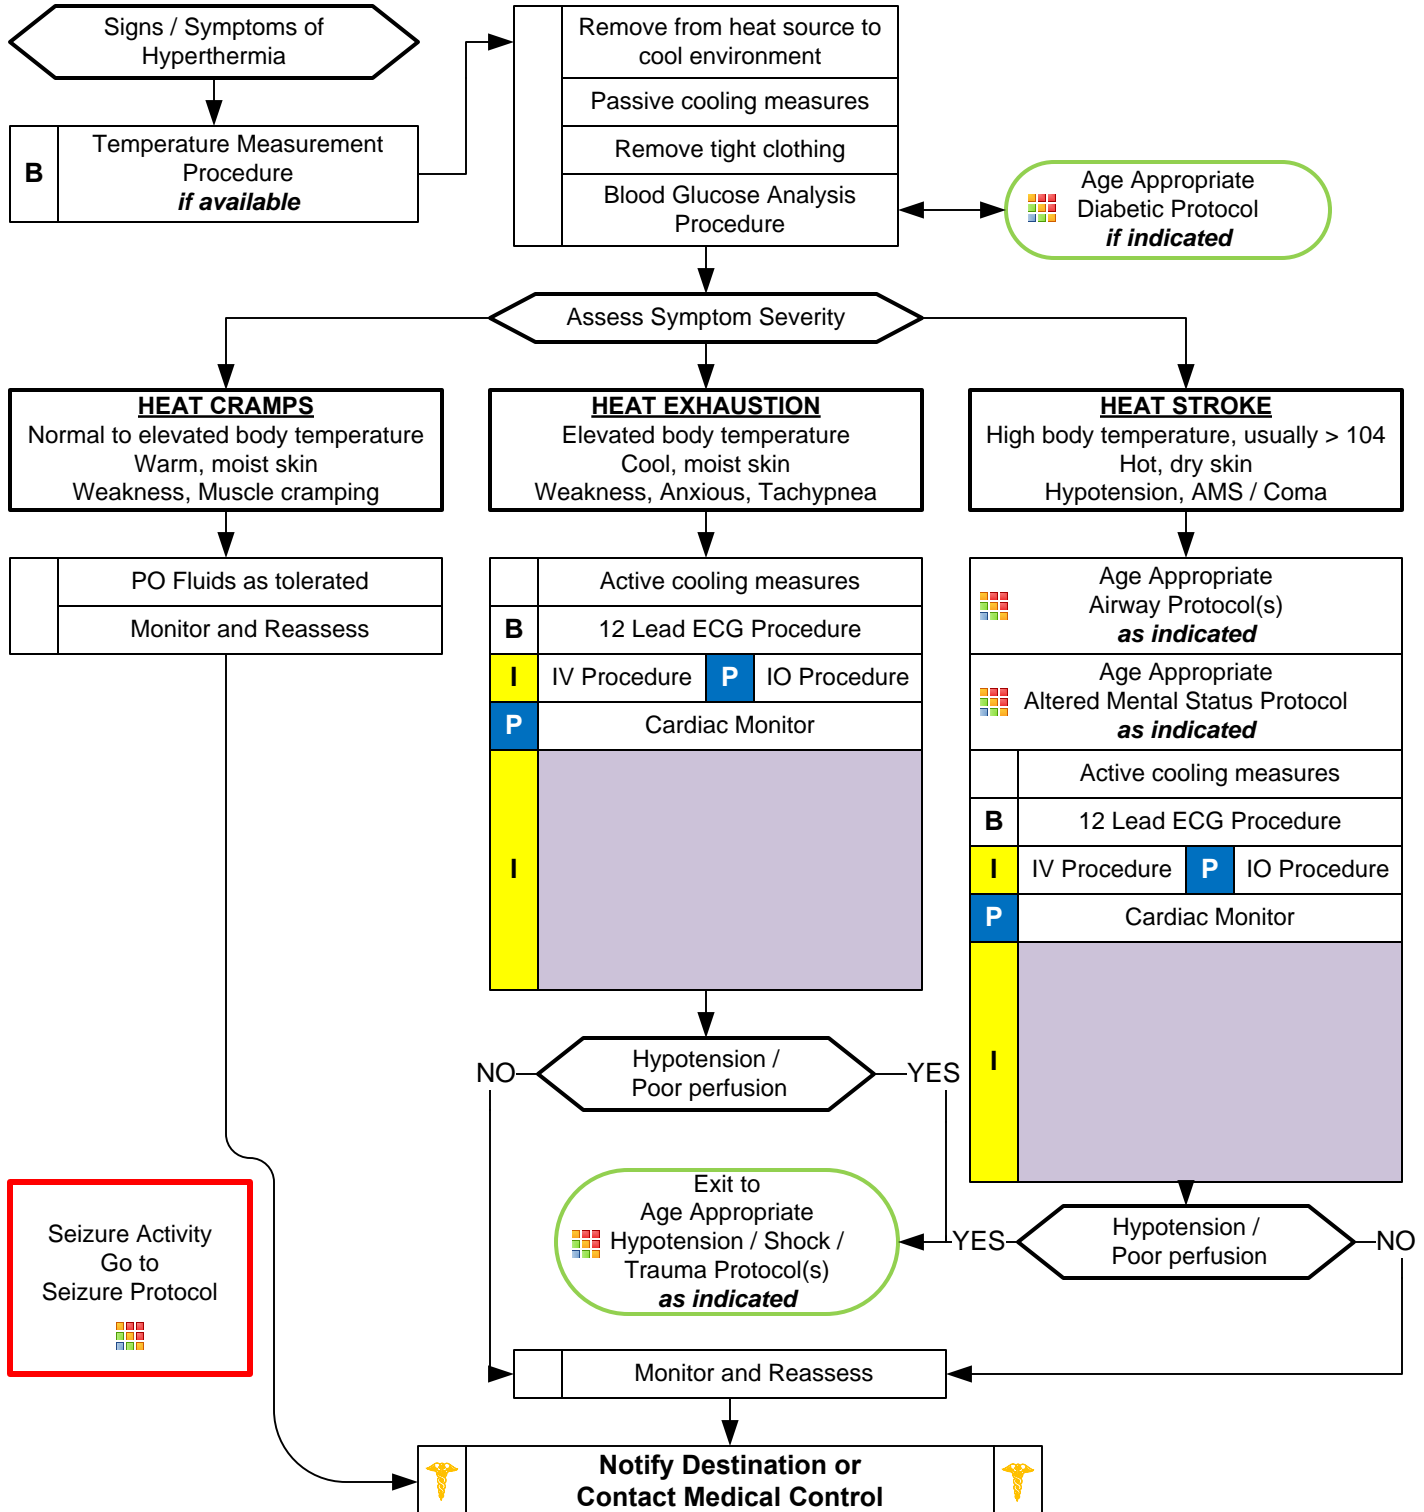 Signs / Symptoms of
Hyperthermia
B
Temperature Measurement
Procedure
if available
Remove from heat source to
cool environment
Passive cooling measures
Remove tight clothing
Blood Glucose Analysis
Procedure
Age Appropriate
Diabetic Protocol
if indicated
Assess Symptom Severity
HEAT CRAMPS
Normal to elevated body temperature
Warm, moist skin
Weakness, Muscle cramping
HEAT EXHAUSTION
Elevated body temperature
Cool, moist skin
Weakness, Anxious, Tachypnea
HEAT STROKE
High body temperature, usually > 104
Hot, dry skin
Hypotension, AMS / Coma
PO Fluids as tolerated
Monitor and Reassess
Active cooling measures
B
12 Lead ECG Procedure
I
IV Procedure
P
IO Procedure
P
Cardiac Monitor
I
Age Appropriate
Airway Protocol(s)
as indicated
Age Appropriate
Altered Mental Status Protocol
as indicated
Active cooling measures
B
12 Lead ECG Procedure
I
IV Procedure
P
IO Procedure
P
Cardiac Monitor
I
NO
Hypotension /
Poor perfusion
YES
Exit to
Age Appropriate
Hypotension / Shock /
Trauma Protocol(s)
as indicated
YES
Hypotension /
Poor perfusion
NO
Seizure Activity
Go to
Seizure Protocol
Monitor and Reassess
Notify Destination or
Contact Medical Control